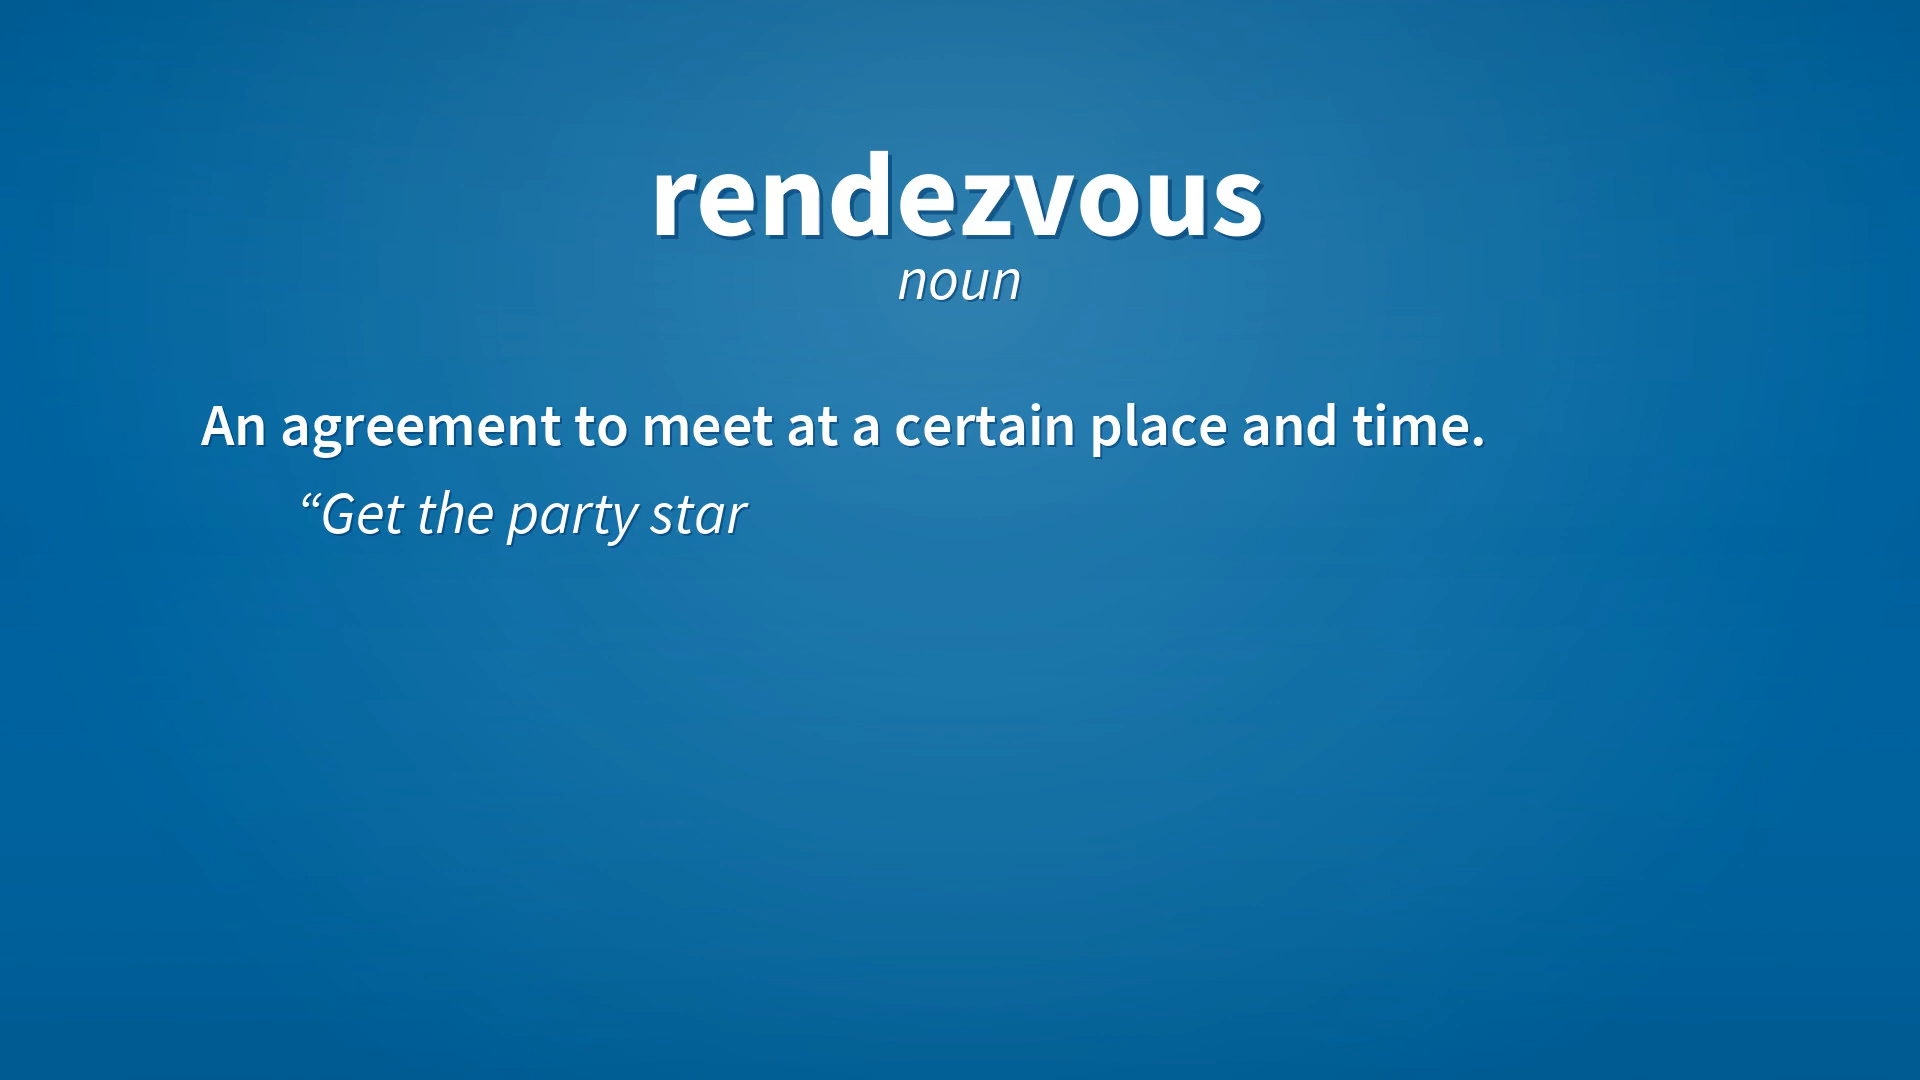 rendezvous
noun
An agreement to meet at a certain place and time.
“Get the party star